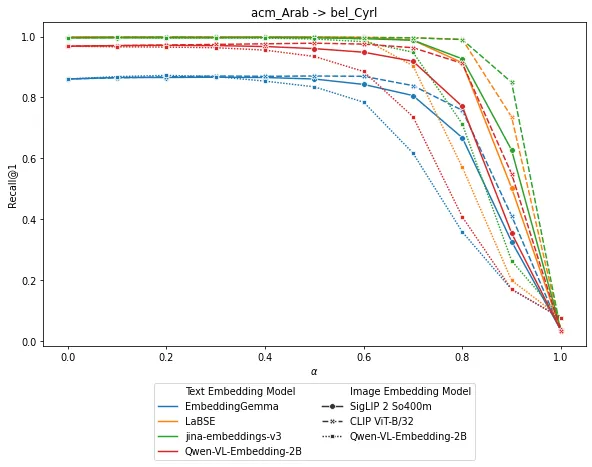 acm_Arab -> bel_Cyrl
Recall@1
1.0
0.8
0.6
0.4
0.2
0.0
0.0 0.2 0.4 0.6 0.8 1.0
α
Text Embedding Model
EmbeddingGemma
LaBSE
jina-embeddings-v3
Qwen-VL-Embedding-2B
Image Embedding Model
SigLIP 2 So400m
CLIP ViT-B/32
Qwen-VL-Embedding-2B